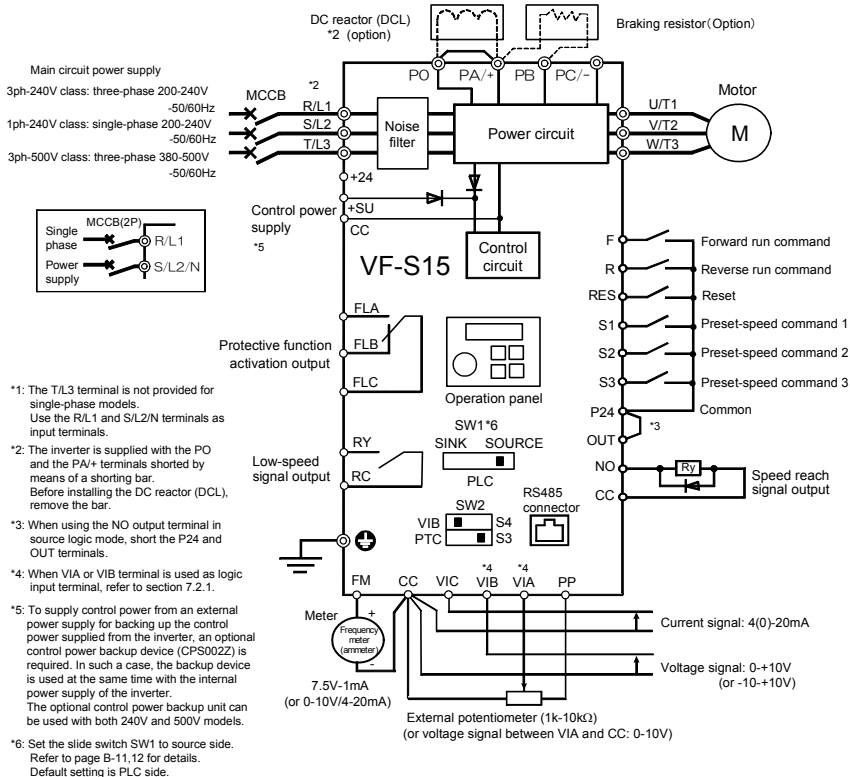 DC reactor (DCL)
*2 (option)
Braking resistor(Option)
Main circuit power supply
3ph-240V class: three-phase 200-240V
-50/60Hz
1ph-240V class: single-phase 200-240V
-50/60Hz
3ph-500V class: three-phase 380-500V
-50/60Hz
MCCB
*2
R/L1
S/L2
T/L3
PO
PA/+
PB
PC/-
Noise
filter
Power circuit
U/T1
V/T2
W/T3
Motor
M
+24
+SU
CC
Control power
supply
*5
Control
circuit
VF-S15
MCCB(2P)
Single
phase
Power
supply
R/L1
S/L2/N
F
Forward run command
R
Reverse run command
RES
Reset
S1
Preset-speed command 1
S2
Preset-speed command 2
S3
Preset-speed command 3
P24
Common
*3
OUT
NO
Ry
CC
Speed reach
signal output
FLA
FLB
FLC
Protective function
activation output
Operation panel
SW1*6
SINK SOURCE
PLC
RY
RC
Low-speed
signal output
SW2
VIB
S4
PTC
S3
RS485
connector
*4
*4
FM
CC
VIC
VIB
VIA
PP
Meter
+
Frequency
meter
(ammeter)
-
7.5V-1mA
(or 0-10V/4-20mA)
Current signal: 4(0)-20mA
Voltage signal: 0-+10V
(or -10-+10V)
External potentiometer (1k-10kΩ)
(or voltage signal between VIA and CC: 0-10V)
*1: The T/L3 terminal is not provided for
single-phase models.
Use the R/L1 and S/L2/N terminals as
input terminals.
*2: The inverter is supplied with the PO
and the PA/+ terminals shorted by
means of a shorting bar.
Before installing the DC reactor (DCL),
remove the bar.
*3: When using the NO output terminal in
source logic mode, short the P24 and
OUT terminals.
*4: When VIA or VIB terminal is used as logic
input terminal, refer to section 7.2.1.
*5: To supply control power from an external
power supply for backing up the control
power supplied from the inverter, an optional
control power backup device (CPS002Z) is
required. In such a case, the backup device
is used at the same time with the internal
power supply of the inverter.
The optional control power backup unit can
be used with both 240V and 500V models.
*6: Set the slide switch SW1 to source side.
Refer to page B-11,12 for details.
Default setting is PLC side.